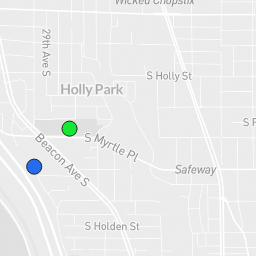 Wicked Chopstix
29th Ave S
S Holly St
Holly Park
S Myrtle Pl
Beacon Ave S
Safeway
S Holden St